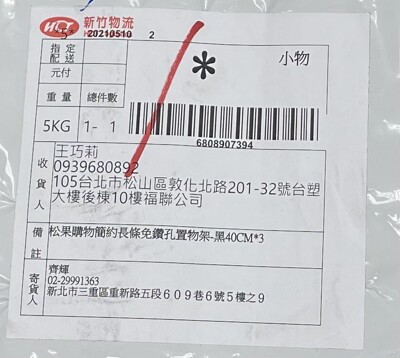 HCT 新竹物流
20210510 2
指定
配送
*
小物
元付
重量 總件數
5KG 1- 1
6808907394
收貨人
王巧莉
0939680892
105台北市松山區敦化北路201-32號台塑
大樓後棟10樓福聯公司
備註
松果購物簡約長條免鑽孔置物架-黑40CM*3
寄貨人
齊輝
02-29991363
新北市三重區重新路五段609巷6號5樓之9